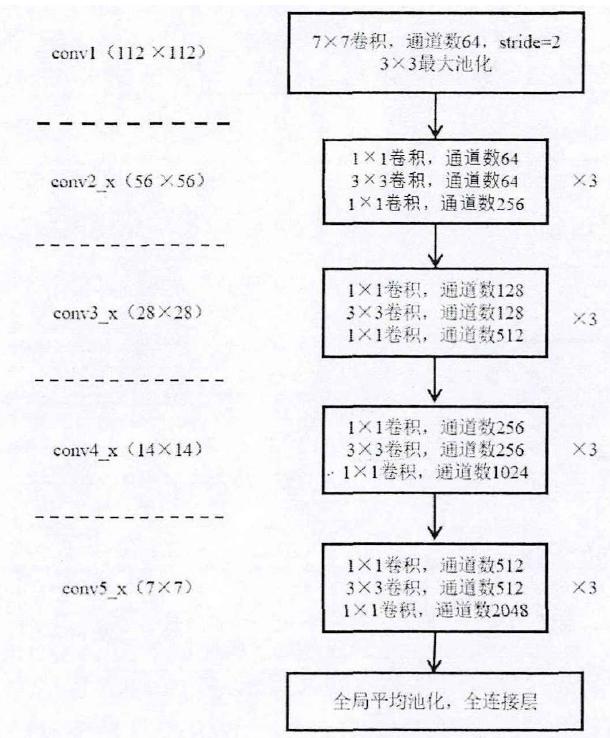 conv1（112×112）
7×7卷积，通道数64，stride=2
3×3最大池化
conv2_x（56×56）
1×1卷积，通道数64
3×3卷积，通道数64
1×1卷积，通道数256
×3
conv3_x（28×28）
1×1卷积，通道数128
3×3卷积，通道数128
1×1卷积，通道数512
×3
conv4_x（14×14）
1×1卷积，通道数256
3×3卷积，通道数256
1×1卷积，通道数1024
×3
conv5_x（7×7）
1×1卷积，通道数512
3×3卷积，通道数512
1×1卷积，通道数2048
×3
全局平均池化，全连接层